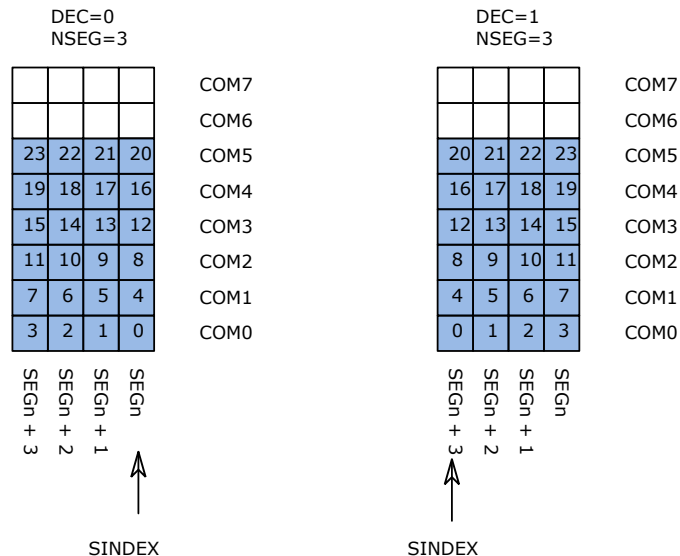 DEC=0
NSEG=3
COM7
COM6
23 22 21 20 COM5
19 18 17 16 COM4
15 14 13 12 COM3
11 10 9 8 COM2
7 6 5 4 COM1
3 2 1 0 COM0
SEGn + 3
SEGn + 2
SEGn + 1
SEGn
SINDEX
DEC=1
NSEG=3
COM7
COM6
20 21 22 23 COM5
16 17 18 19 COM4
12 13 14 15 COM3
8 9 10 11 COM2
4 5 6 7 COM1
0 1 2 3 COM0
SEGn + 3
SEGn + 2
SEGn + 1
SEGn
SINDEX